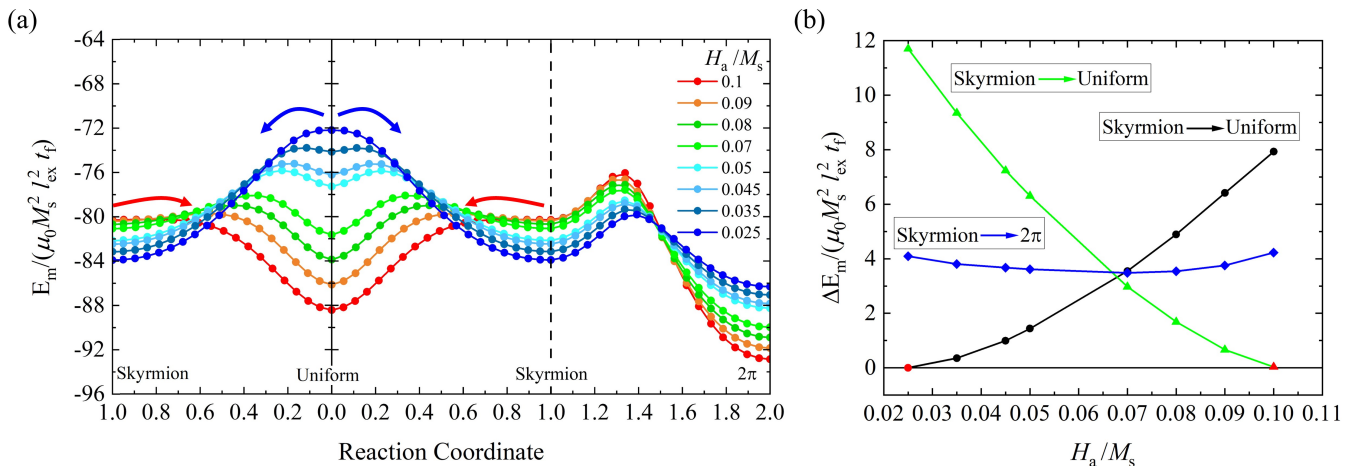 (a)
-64
-68
-72
-76
-80
-84
-88
-92
-96
E_m/(μ_0 M_s^2 l_ex^2 t_f)
H_a/M_s
0.1
0.09
0.08
0.07
0.05
0.045
0.035
0.025
Skyrmion
Uniform
Skyrmion
2π
1.0 0.8 0.6 0.4 0.2 0.0 0.2 0.4 0.6 0.8 1.0 1.2 1.4 1.6 1.8 2.0
Reaction Coordinate
(b)
12
10
8
6
4
2
0
ΔE_m/(μ_0 M_s^2 l_ex^2 t_f)
Skyrmion → Uniform
Skyrmion → Uniform
Skyrmion → 2π
0.02 0.03 0.04 0.05 0.06 0.07 0.08 0.09 0.10 0.11
H_a/M_s